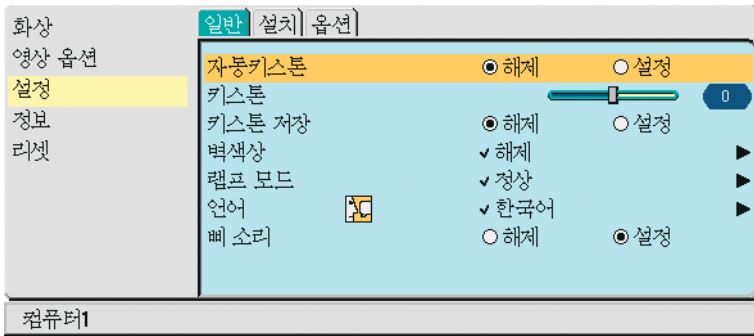 화상
영상 옵션
설정
정보
리셋
일반 설치 옵션
자동키스톤 해제 설정
키스톤 0
키스톤 저장 해제 설정
벽색상 해제
램프 모드 정상
언어 한국어
삐 소리 해제 설정
컴퓨터1